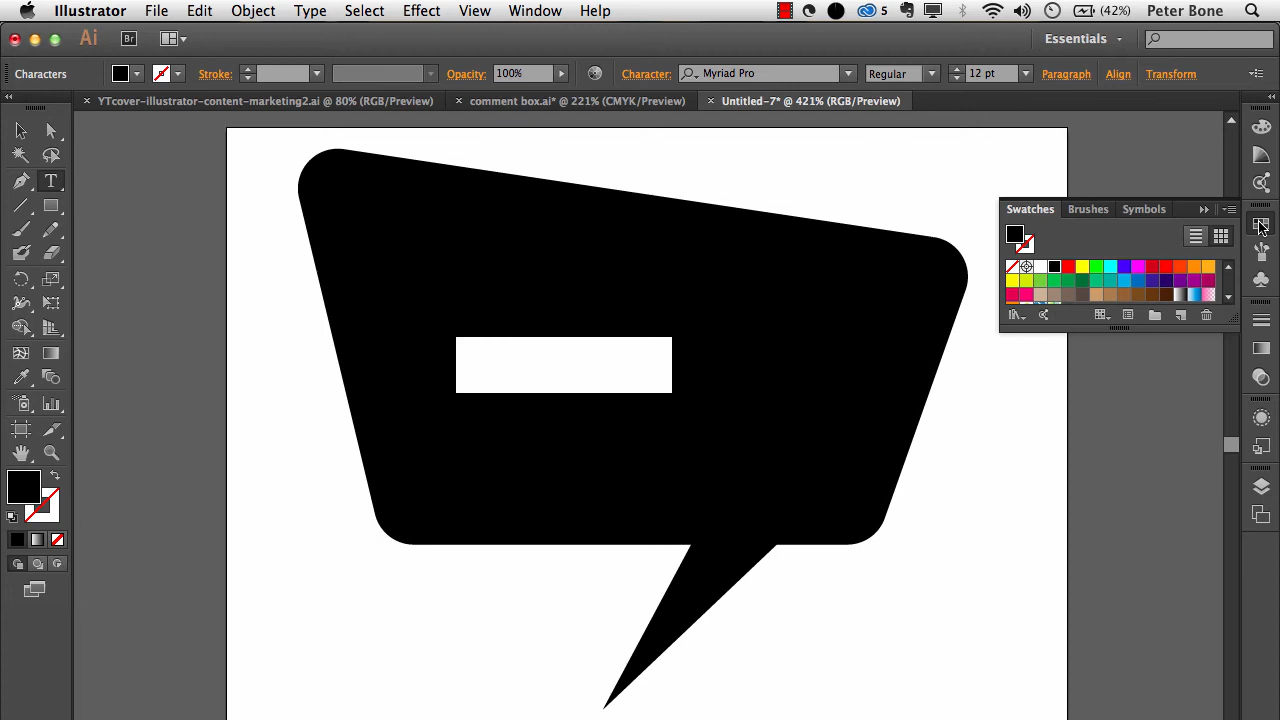 Illustrator File Edit Object Type Select Effect View Window Help 5 (42%) Peter Bone
Ai Br Essentials
Characters Stroke: Opacity: 100% Character: Myriad Pro Regular 12 pt Paragraph Align Transform
YTcover-illustrator-content-marketing2.ai @ 80% (RGB/Preview) comment box.ai* @ 221% (CMYK/Preview) Untitled-7* @ 421% (RGB/Preview)
T
Swatches Brushes Symbols